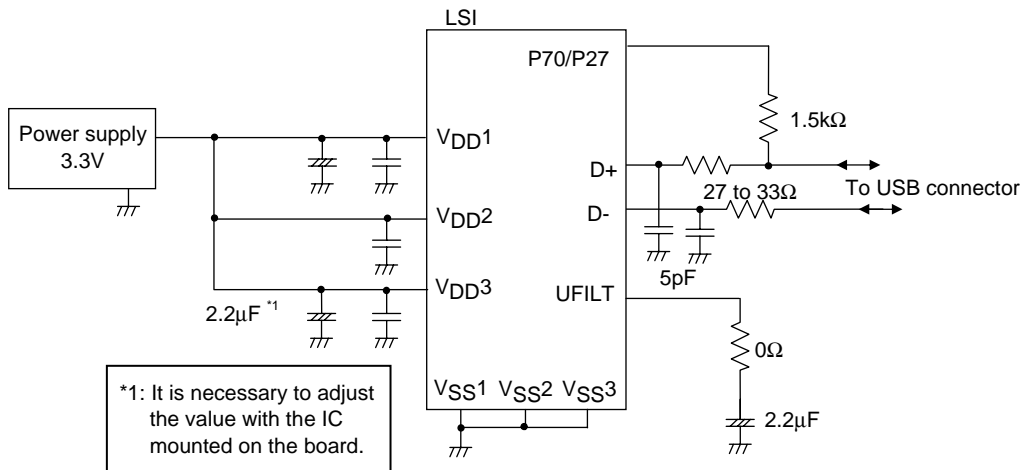 LSI
P70/P27
Power supply
3.3V
VDD1
1.5kΩ
D+
27 to 33Ω
To USB connector
VDD2
D-
5pF
VDD3
UFILT
2.2μF *1
0Ω
VSS1 VSS2 VSS3
2.2μF
*1: It is necessary to adjust
the value with the IC
mounted on the board.